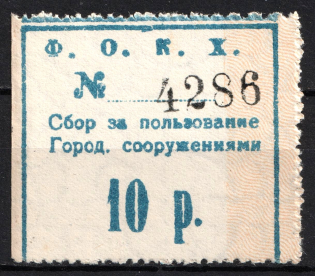 Ф. О. К. Х.
№ 4286
Сбор за пользование
Город. сооружениями
10 р.